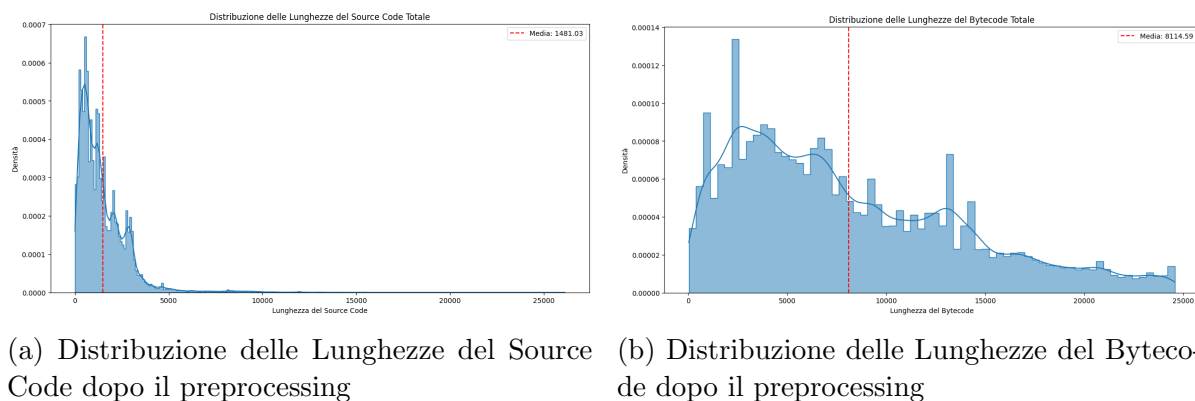 Distribuzione delle Lunghezze del Source Code Totale
Media: 1481.03
0.0007
0.0006
0.0005
0.0004
0.0003
0.0002
0.0001
0.0000
Densità
0
5000
10000
15000
20000
25000
Lunghezza del Source Code
(a) Distribuzione delle Lunghezze del Source
Code dopo il preprocessing
Distribuzione delle Lunghezze del Bytecode Totale
Media: 8114.59
0.00014
0.00012
0.00010
0.00008
0.00006
0.00004
0.00002
0.00000
Densità
0
5000
10000
15000
20000
25000
Lunghezza del Bytecode
(b) Distribuzione delle Lunghezze del Byteco-
de dopo il preprocessing